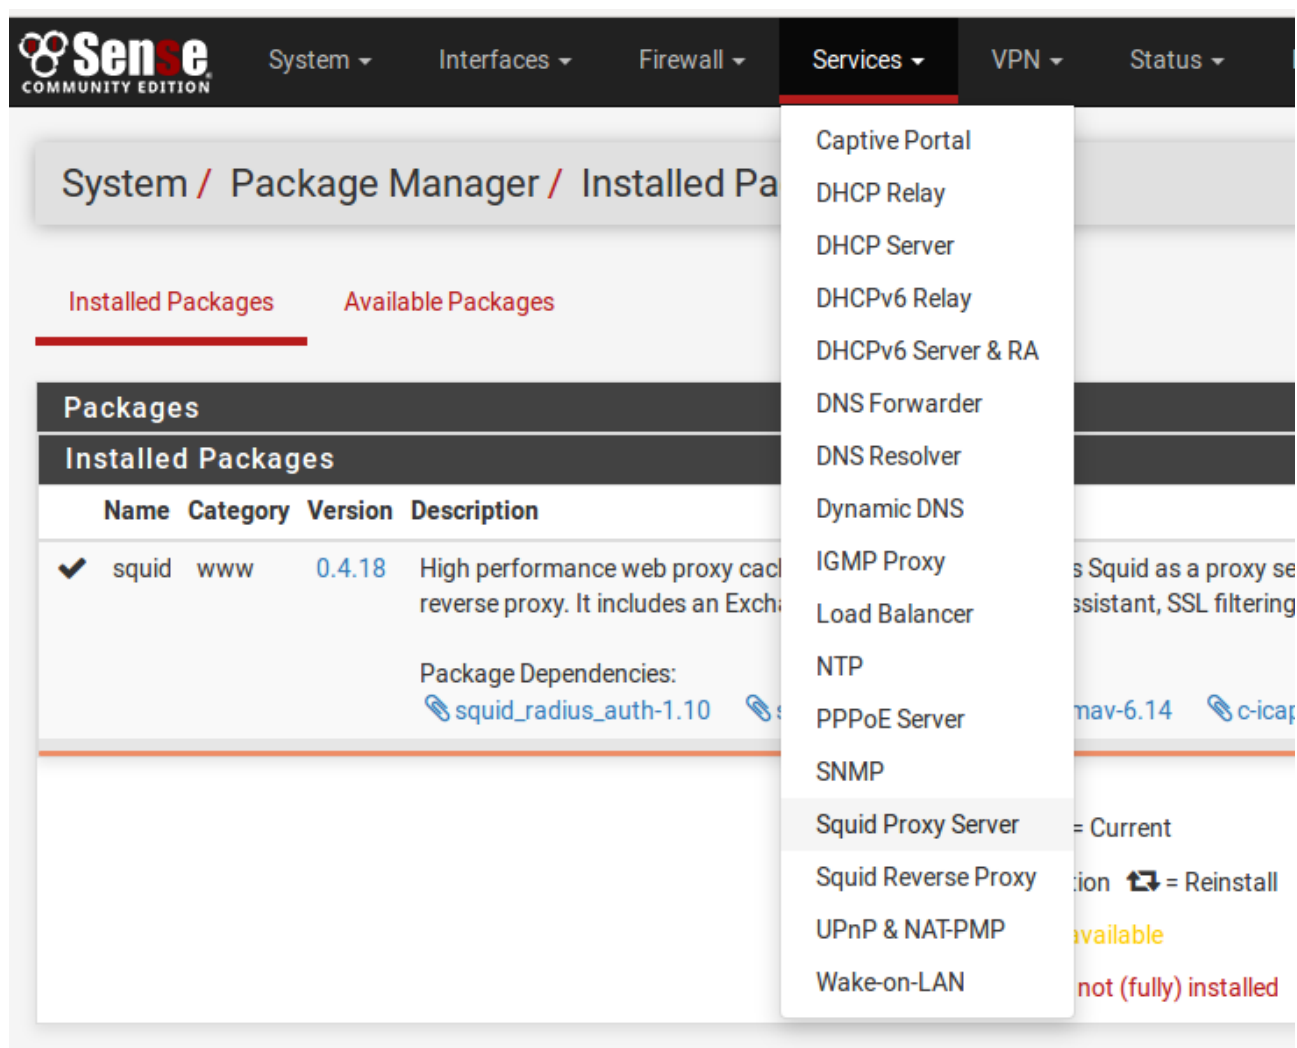 Sense
COMMUNITY EDITION
System Interfaces Firewall Services VPN Status
System / Package Manager / Installed Pa
Installed Packages Available Packages
Packages
Installed Packages
Name Category Version Description
squid www 0.4.18 High performance web proxy cac s Squid as a proxy se
reverse proxy. It includes an Exch ssistant, SSL filtering
Package Dependencies:
squid_radius_auth-1.10 s mav-6.14 c-icap
Captive Portal
DHCP Relay
DHCP Server
DHCPv6 Relay
DHCPv6 Server & RA
DNS Forwarder
DNS Resolver
Dynamic DNS
IGMP Proxy
Load Balancer
NTP
PPPoE Server
SNMP
Squid Proxy Server
Squid Reverse Proxy
UPnP & NAT-PMP
Wake-on-LAN
= Current
ion = Reinstall
available
not (fully) installed